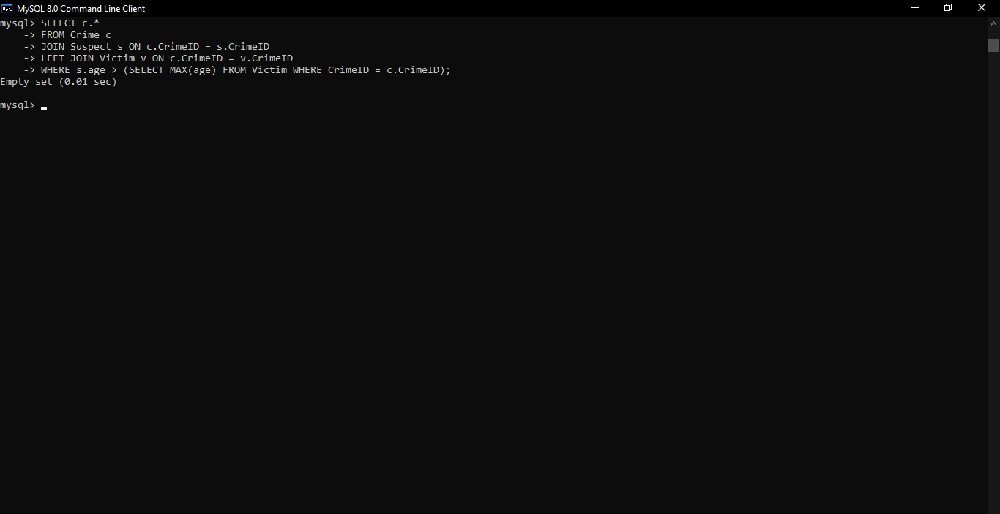 MySQL 8.0 Command Line Client
mysql> SELECT c.*
    -> FROM Crime c
    -> JOIN Suspect s ON c.CrimeID = s.CrimeID
    -> LEFT JOIN Victim v ON c.CrimeID = v.CrimeID
    -> WHERE s.age > (SELECT MAX(age) FROM Victim WHERE CrimeID = c.CrimeID);
Empty set (0.01 sec)
mysql>